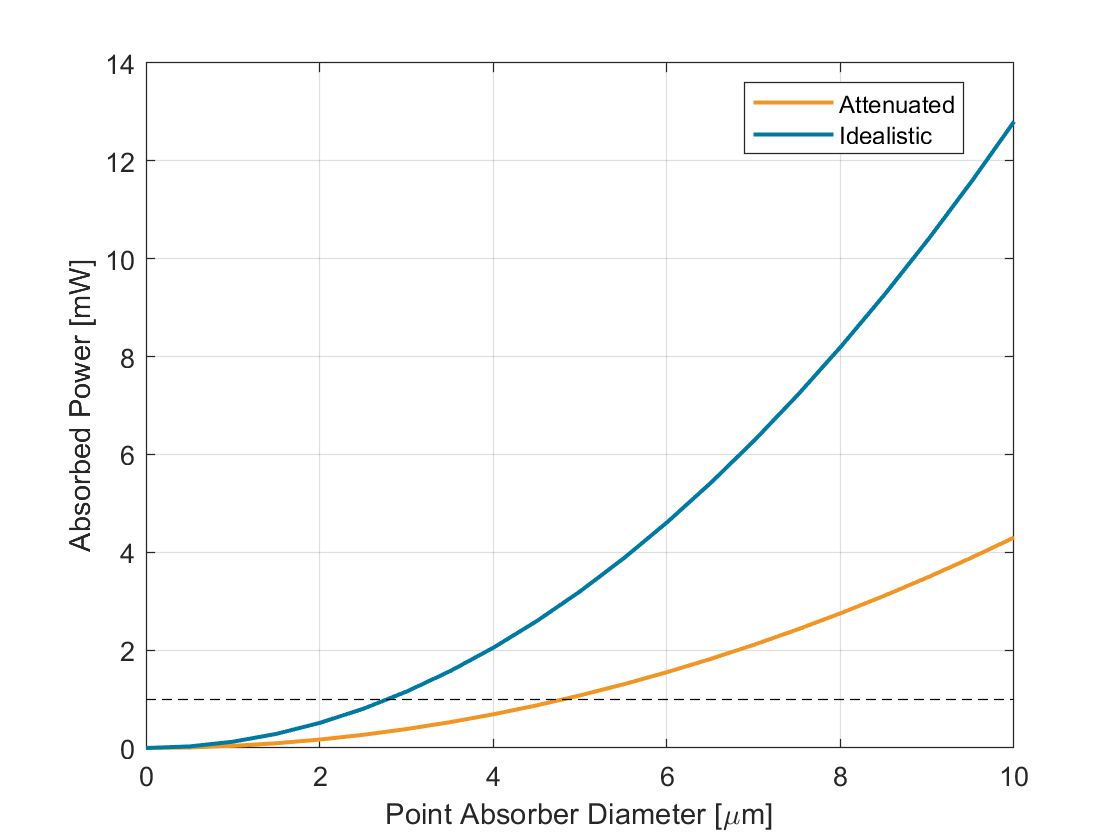 14
12
10
8
6
4
2
0
Absorbed Power [mW]
Attenuated
Idealistic
0 2 4 6 8 10
Point Absorber Diameter [μm]